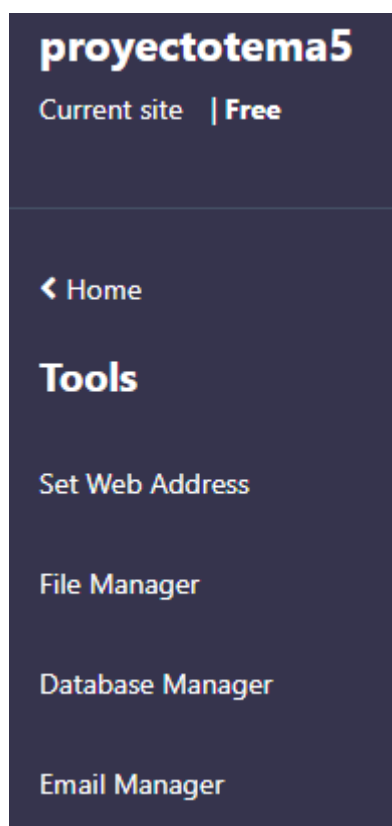 proyectotema5
Current site | Free
Home
Tools
Set Web Address
File Manager
Database Manager
Email Manager